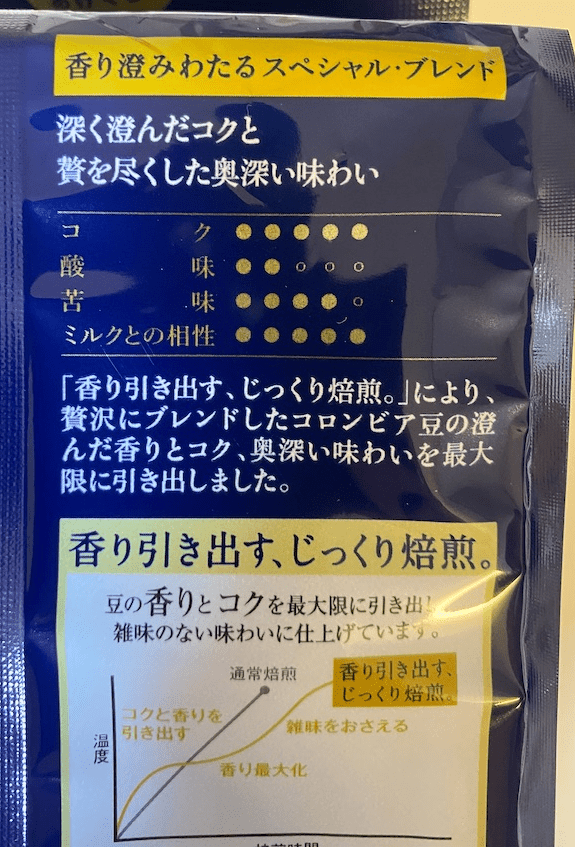 香り澄みわたるスペシャル・ブレンド
深く澄んだコクと
贅を尽くした奥深い味わい
コク ●●●●●
酸味 ●●○○○
苦味 ●●●●○
ミルクとの相性 ●●●●●
「香り引き出す、じっくり焙煎。」により、
贅沢にブレンドしたコロンビア豆の澄
んだ香りとコク、奥深い味わいを最大
限に引き出しました。
香り引き出す、じっくり焙煎。
豆の香りとコクを最大限に引き出し
雑味のない味わいに仕上げています。
通常焙煎
香り引き出す、
じっくり焙煎。
コクと香りを
引き出す
雑味をおさえる
温度
香り最大化